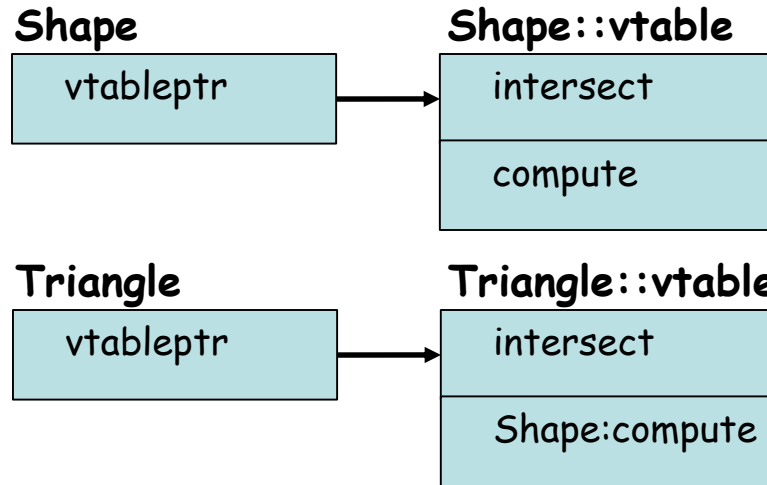 Shape
Shape::vtable
vtableptr
intersect
compute
Triangle
Triangle::vtable
vtableptr
intersect
Shape:compute